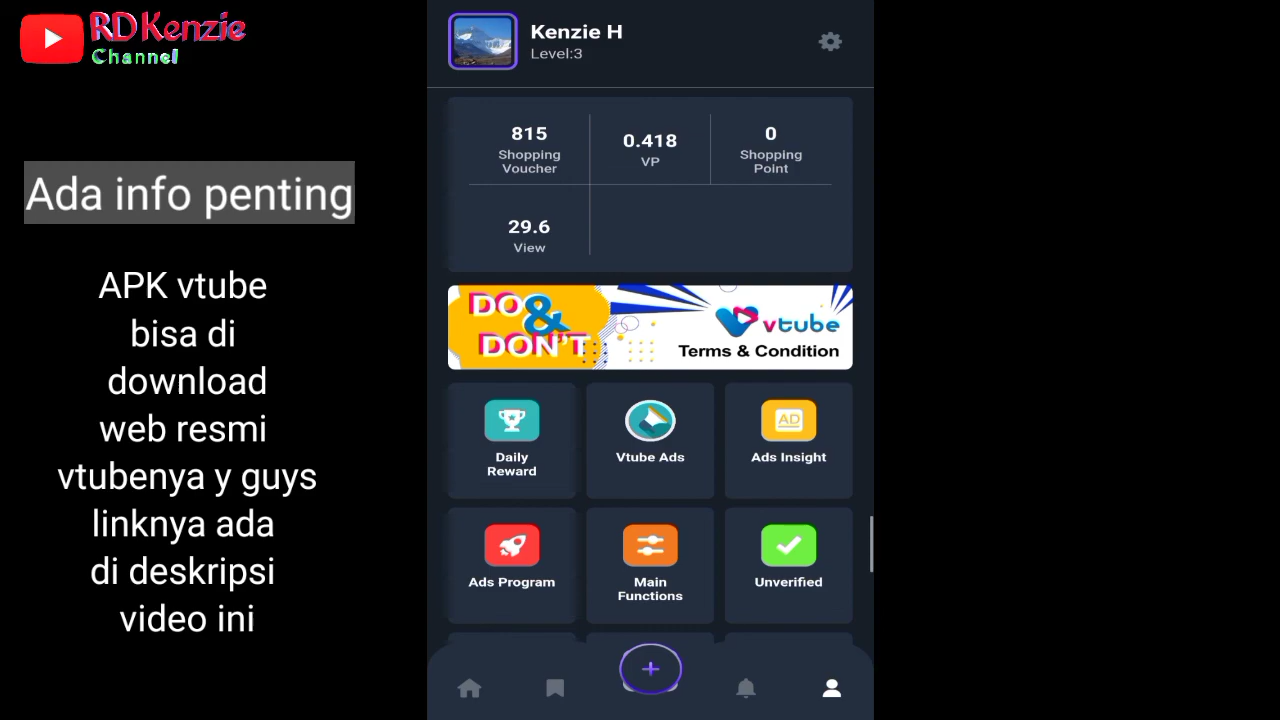 RDKenzie
Channel
Ada info penting
APK vtube
bisa di
download
web resmi
vtubenya y guys
linknya ada
di deskripsi
video ini
Kenzie H
Level:3
815
Shopping
Voucher
0.418
VP
0
Shopping
Point
29.6
View
DO
&
DON'T
vtube
Terms & Condition
Daily
Reward
Vtube Ads
AD
Ads Insight
Ads Program
Main
Functions
Unverified